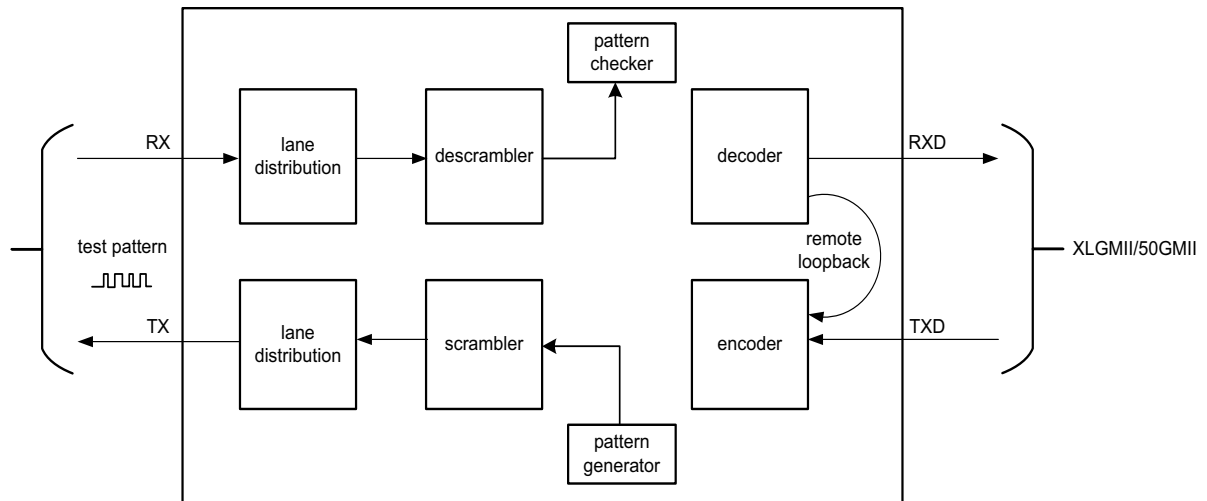 pattern
checker
RX
lane
distribution
descrambler
decoder
RXD
test pattern
remote
loopback
XLGMII/50GMII
TX
lane
distribution
scrambler
encoder
TXD
pattern
generator